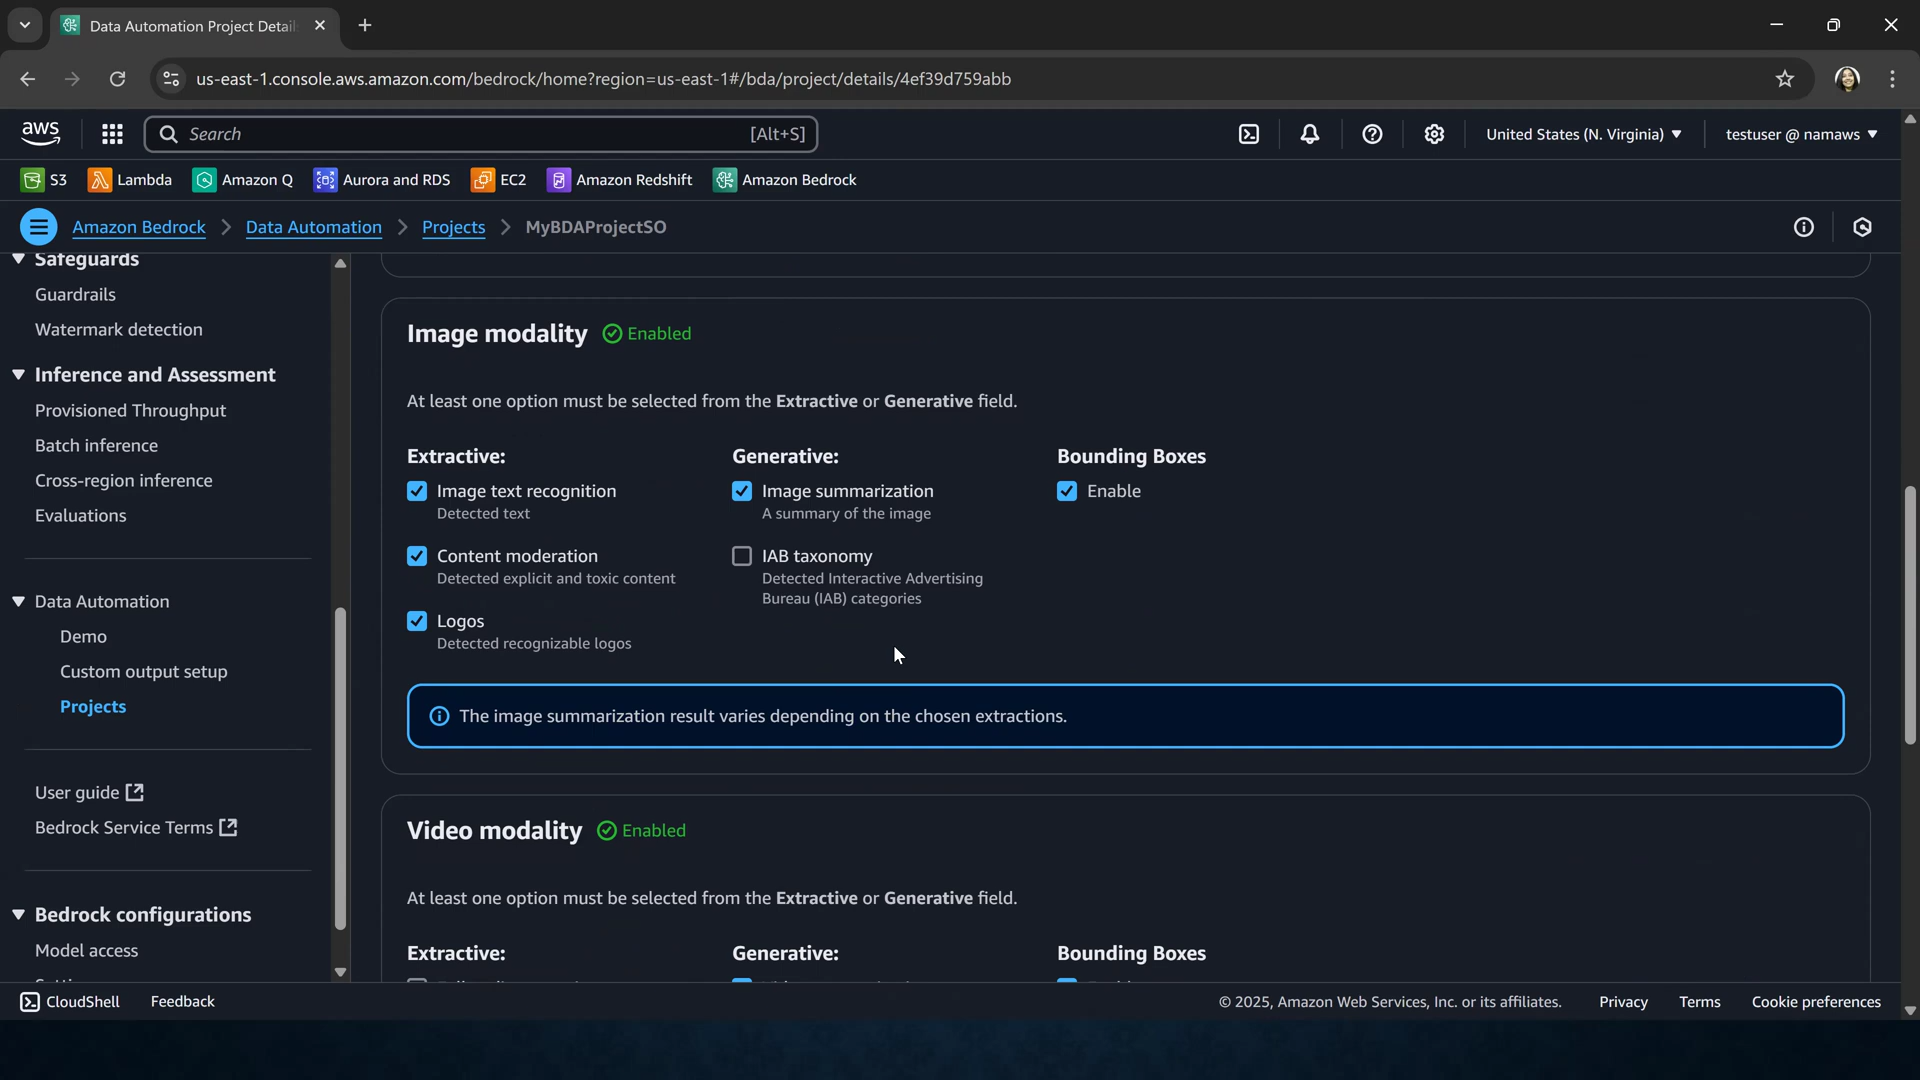 Data Automation Project Detail
us-east-1.console.aws.amazon.com/bedrock/home?region=us-east-1#/bda/project/details/4ef39d759abb
aws
Search
[Alt+S]
United States (N. Virginia)
testuser @ namaws
S3
Lambda
Amazon Q
Aurora and RDS
EC2
Amazon Redshift
Amazon Bedrock
Amazon Bedrock
Data Automation
Projects
MyBDAProjectSO
Safeguards
Guardrails
Watermark detection
Inference and Assessment
Provisioned Throughput
Batch inference
Cross-region inference
Evaluations
Data Automation
Demo
Custom output setup
Projects
User guide
Bedrock Service Terms
Bedrock configurations
Model access
Image modality
Enabled
At least one option must be selected from the Extractive or Generative field.
Extractive:
Image text recognition
Detected text
Content moderation
Detected explicit and toxic content
Logos
Detected recognizable logos
Generative:
Image summarization
A summary of the image
IAB taxonomy
Detected Interactive Advertising
Bureau (IAB) categories
Bounding Boxes
Enable
The image summarization result varies depending on the chosen extractions.
Video modality
Enabled
At least one option must be selected from the Extractive or Generative field.
Extractive:
Generative:
Bounding Boxes
CloudShell
Feedback
© 2025, Amazon Web Services, Inc. or its affiliates.
Privacy
Terms
Cookie preferences